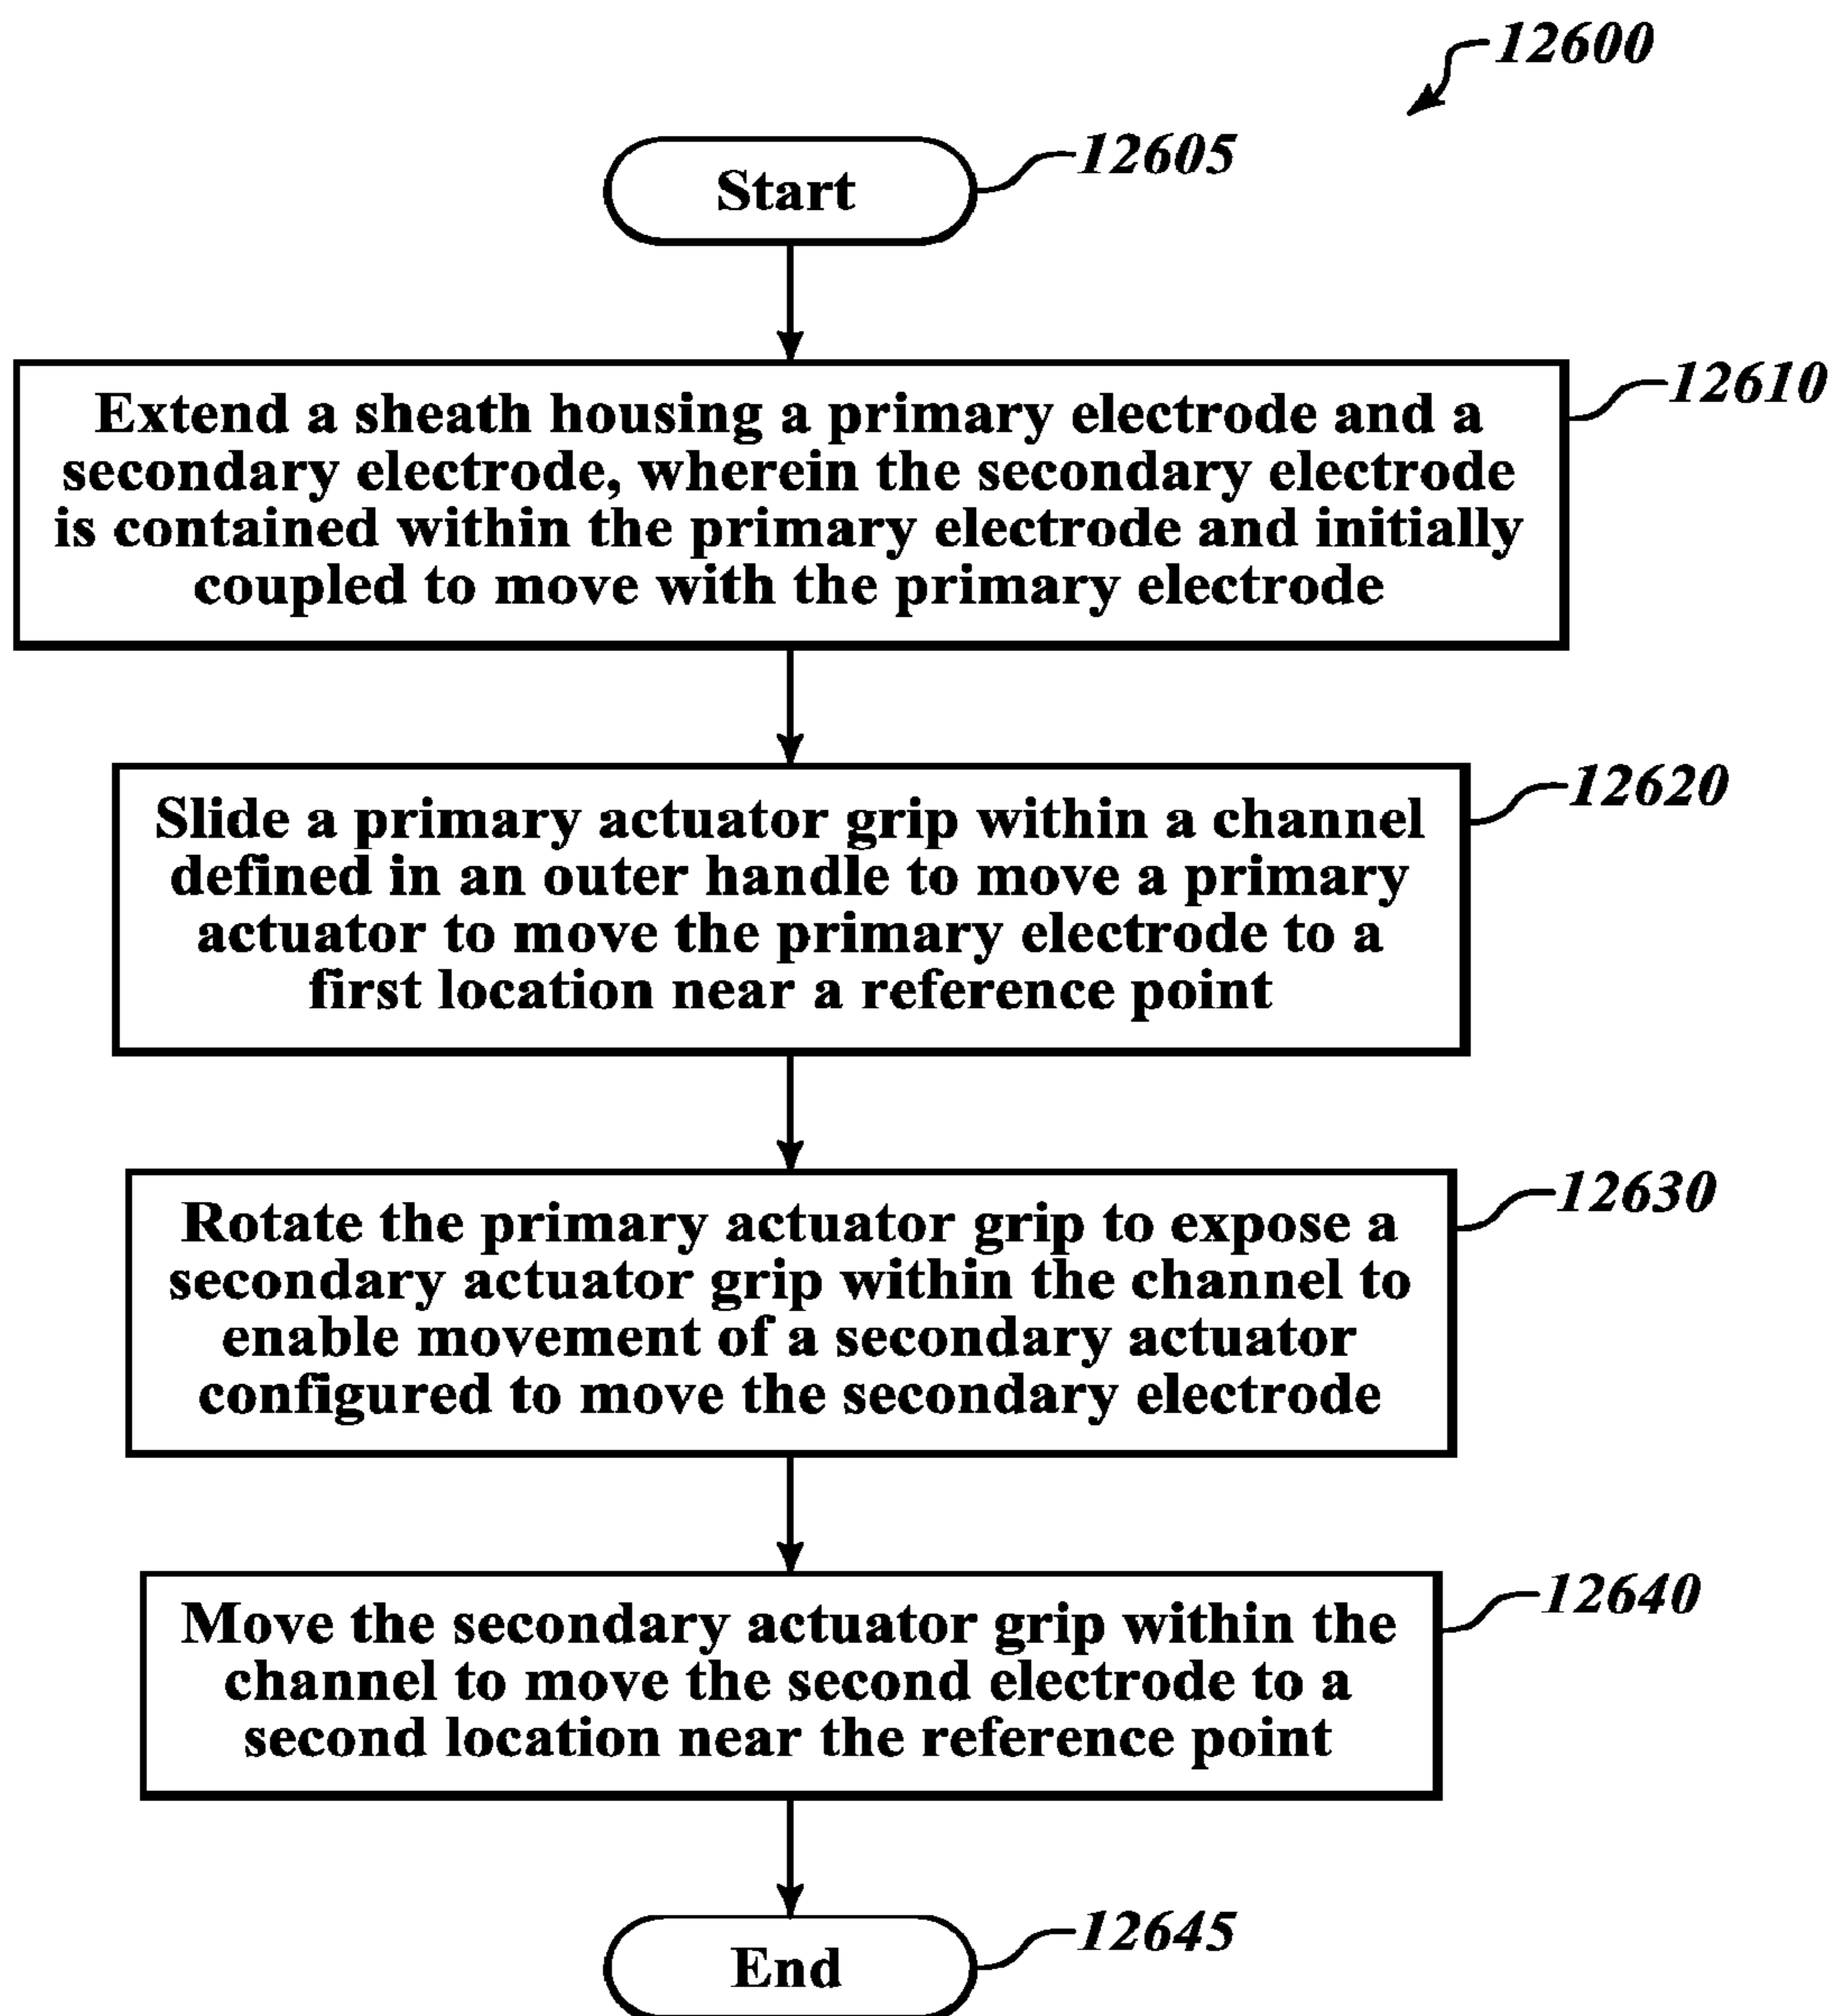 12600
Start
12605
Extend a sheath housing a primary electrode and a
secondary electrode, wherein the secondary electrode
is contained within the primary electrode and initially
coupled to move with the primary electrode
12610
Slide a primary actuator grip within a channel
defined in an outer handle to move a primary
actuator to move the primary electrode to a
first location near a reference point
12620
Rotate the primary actuator grip to expose a
secondary actuator grip within the channel to
enable movement of a secondary actuator
configured to move the secondary electrode
12630
Move the secondary actuator grip within the
channel to move the second electrode to a
second location near the reference point
12640
End
12645